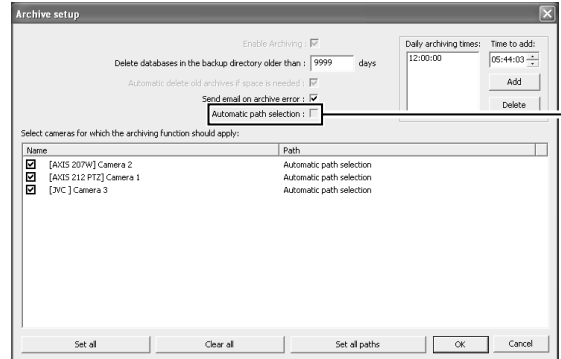 Archive setup
Enable Archiving :
Delete databases in the backup directory older than : 9999 days
Automatic delete old archives if space is needed :
Send email on archive error :
Automatic path selection :
Daily archiving times:
12:00:00
Time to add:
05:44:03
Add
Delete
Select cameras for which the archiving function should apply:
Name Path
[AXIS 207W] Camera 2 Automatic path selection
[AXIS 212 PTZ] Camera 1 Automatic path selection
[JVC ] Camera 3 Automatic path selection
Set all Clear all Set all paths OK Cancel